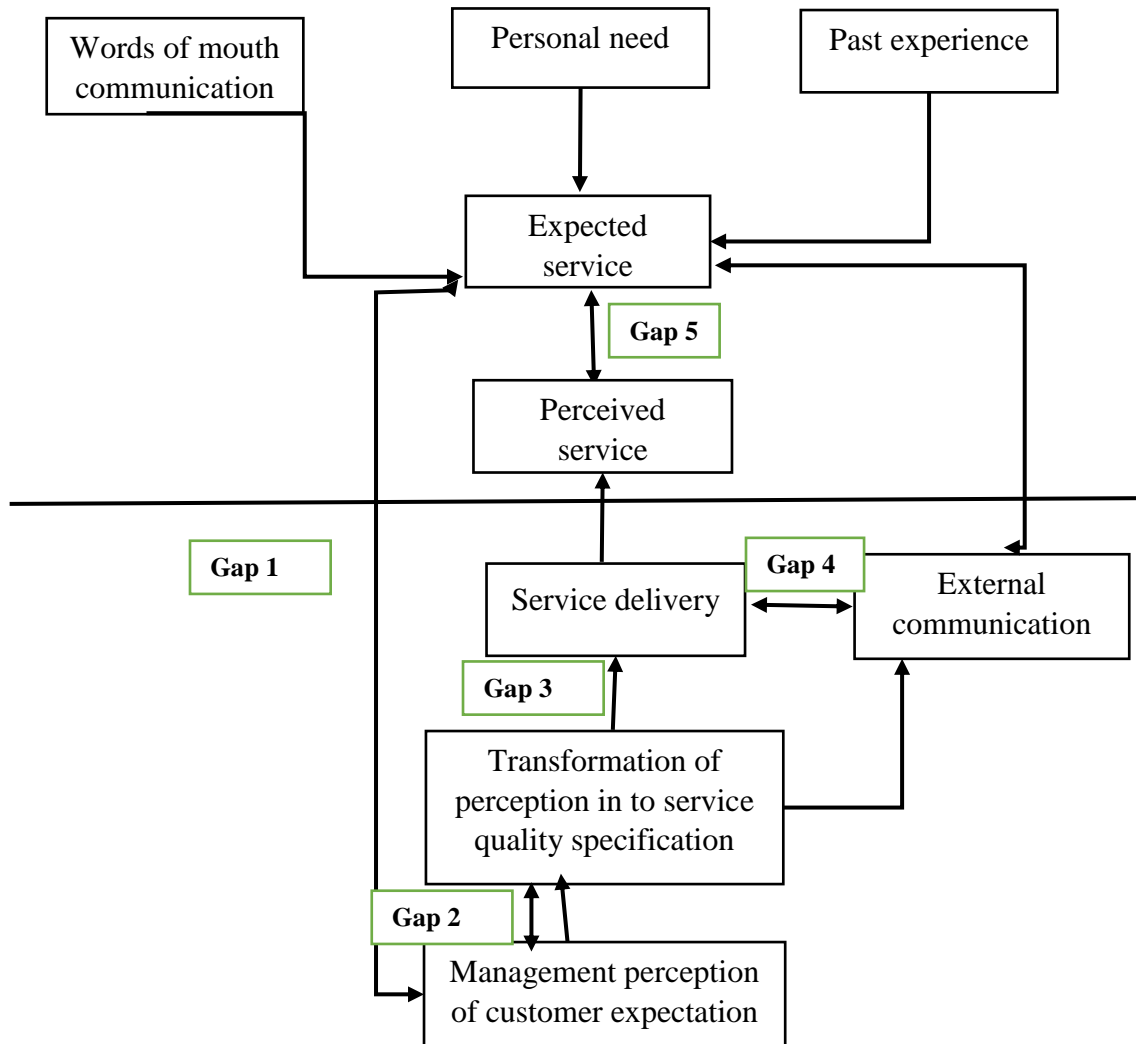 Words of mouth
communication
Personal need
Past experience
Expected
service
Gap 5
Perceived
service
Gap 1
Gap 4
Service delivery
External
communication
Gap 3
Transformation of
perception in to service
quality specification
Gap 2
Management perception
of customer expectation